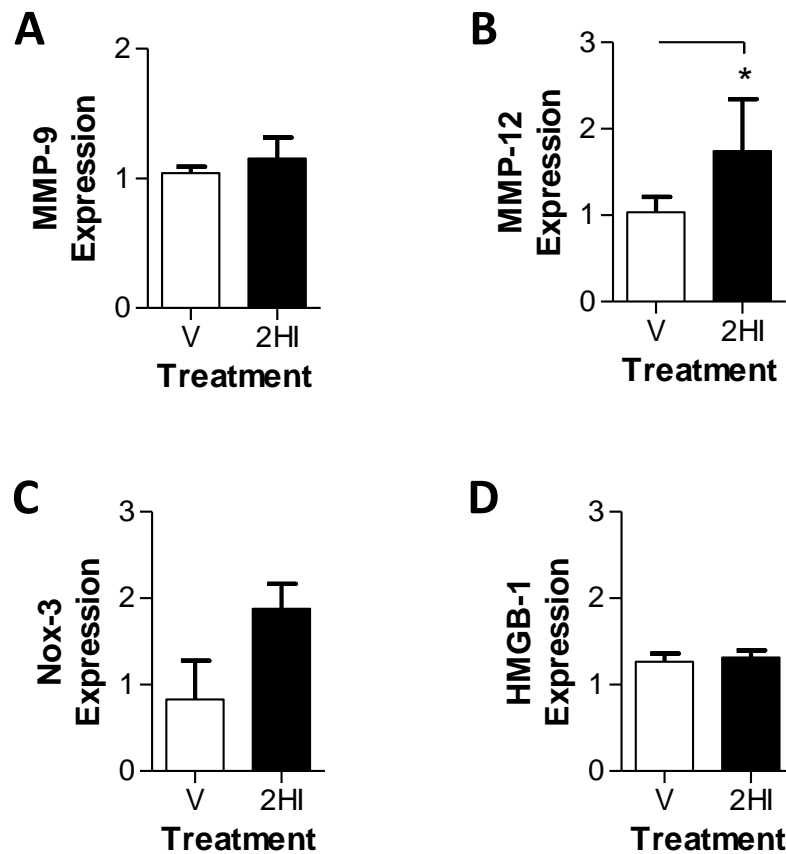 A
MMP-9
Expression
2
1
0
V 2HI
Treatment
B
MMP-12
Expression
3
2
1
0
*
V 2HI
Treatment
C
Nox-3
Expression
3
2
1
0
V 2HI
Treatment
D
HMGB-1
Expression
3
2
1
0
V 2HI
Treatment